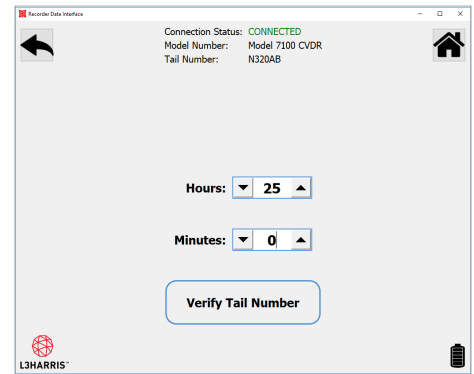 Recorder Data Interface
Connection Status: CONNECTED
Model Number: Model 7100 CVDR
Tail Number: N320AB
Hours: 25
Minutes: 0
Verify Tail Number
L3HARRIS™